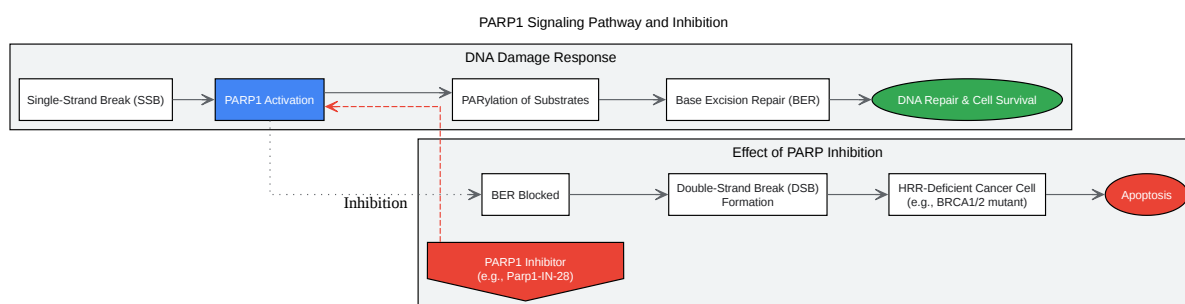 PARP1 Signaling Pathway and Inhibition
DNA Damage Response
Single-Strand Break (SSB)
PARP1 Activation
PARylation of Substrates
Base Excision Repair (BER)
DNA Repair & Cell Survival
Effect of PARP Inhibition
Inhibition
BER Blocked
Double-Strand Break (DSB)
Formation
HRR-Deficient Cancer Cell
(e.g., BRCA1/2 mutant)
Apoptosis
PARP1 Inhibitor
(e.g., Parp1-IN-28)